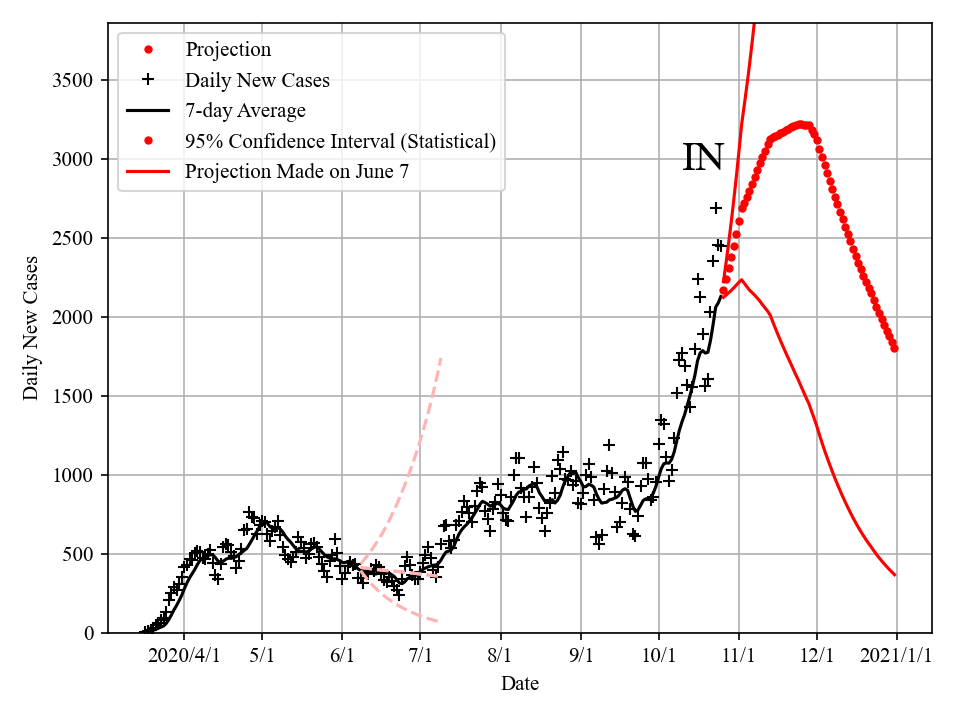 Projection
Daily New Cases
7-day Average
95% Confidence Interval (Statistical)
Projection Made on June 7
IN
3500
3000
2500
2000
1500
1000
500
0
Daily New Cases
2020/4/1 5/1 6/1 7/1 8/1 9/1 10/1 11/1 12/1 2021/1/1
Date